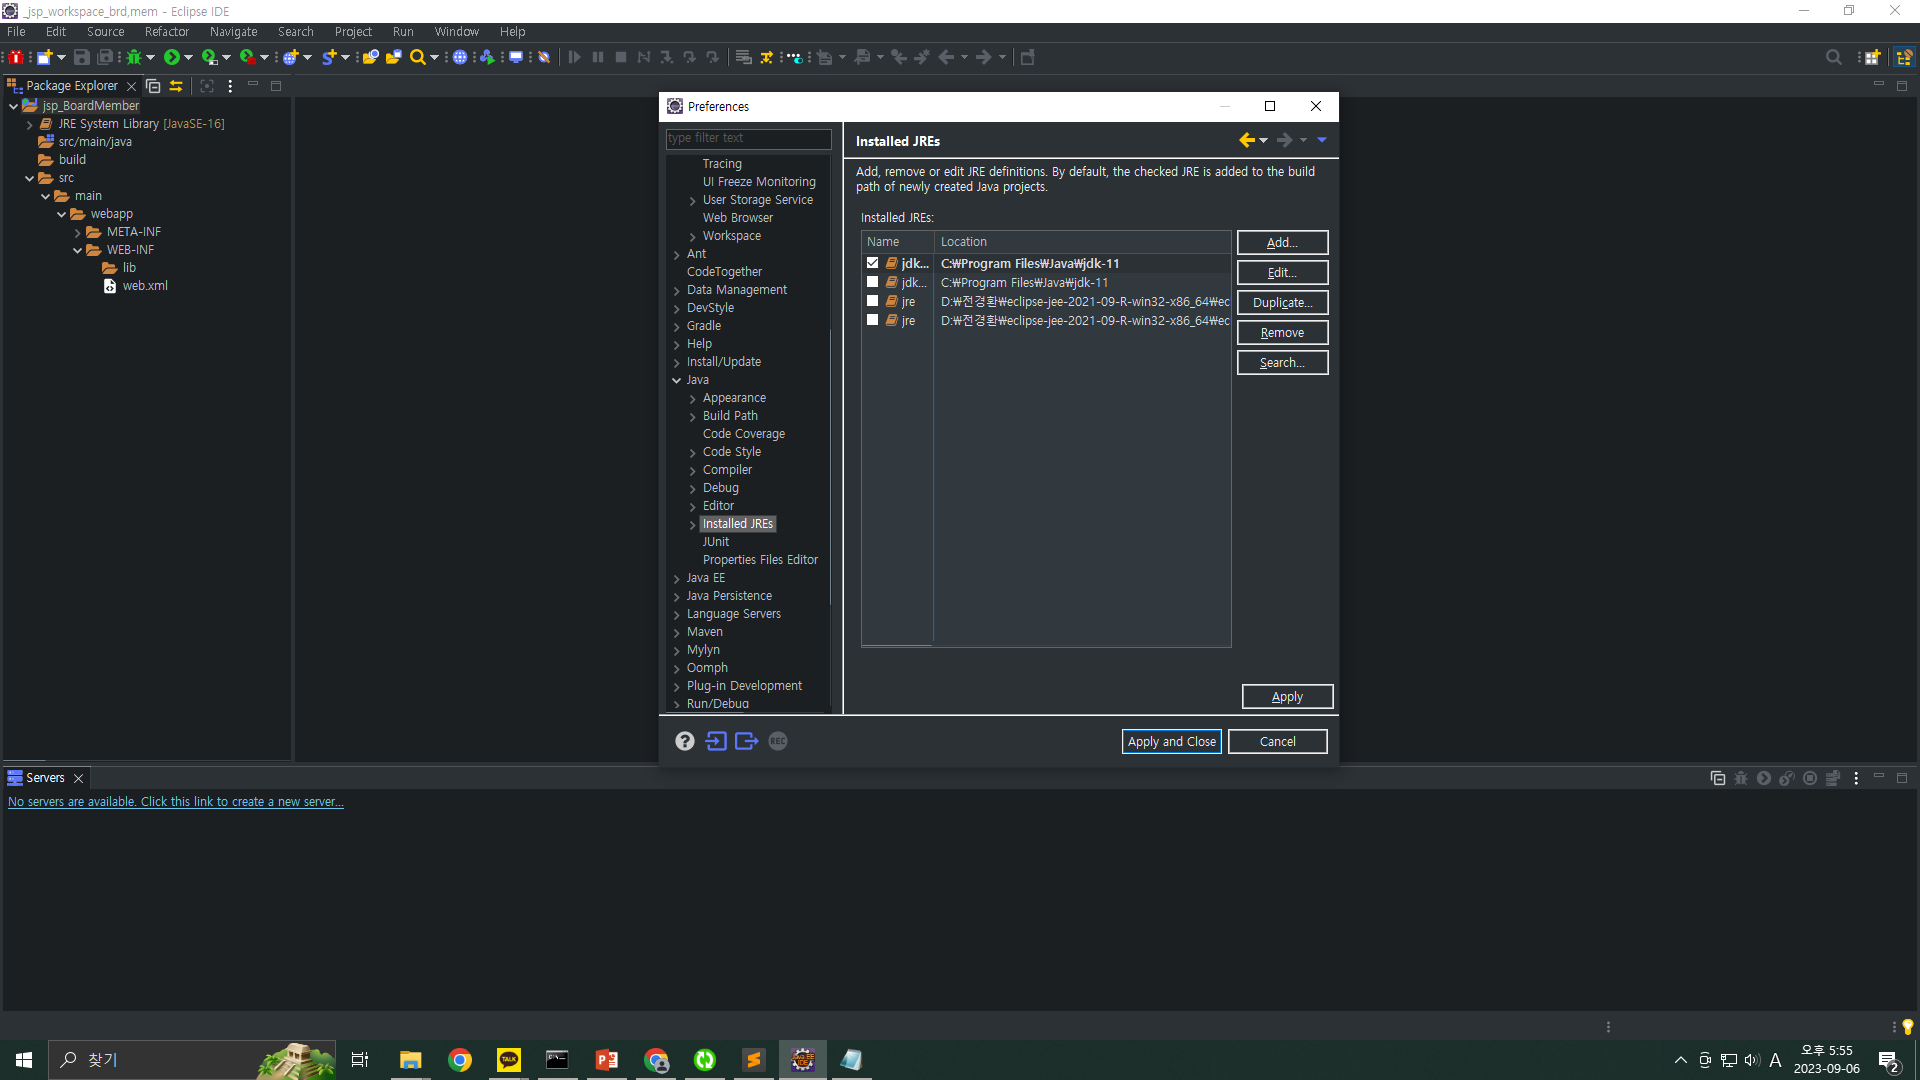 _jsp_workspace_brd,mem - Eclipse IDE
File Edit Source Refactor Navigate Search Project Run Window Help
Package Explorer
jsp_BoardMember
JRE System Library [JavaSE-16]
src/main/java
build
src
main
webapp
META-INF
WEB-INF
lib
web.xml
Preferences
type filter text
Tracing
UI Freeze Monitoring
User Storage Service
Web Browser
Workspace
Ant
CodeTogether
Data Management
DevStyle
Gradle
Help
Install/Update
Java
Appearance
Build Path
Code Coverage
Code Style
Compiler
Debug
Editor
Installed JREs
JUnit
Properties Files Editor
Java EE
Java Persistence
Language Servers
Maven
Mylyn
Oomph
Plug-in Development
Run/Debug
Installed JREs
Add, remove or edit JRE definitions. By default, the checked JRE is added to the build
path of newly created Java projects.
Installed JREs:
Name Location
jdk... C:₩Program Files₩Java₩jdk-11
jdk... C:₩Program Files₩Java₩jdk-11
jre D:₩전경환₩eclipse-jee-2021-09-R-win32-x86_64₩ec
jre D:₩전경환₩eclipse-jee-2021-09-R-win32-x86_64₩ec
Add...
Edit...
Duplicate...
Remove
Search...
Apply
REC
Apply and Close
Cancel
Servers
No servers are available. Click this link to create a new server...
찾기
TALK
A
오후 5:55
2023-09-06
2